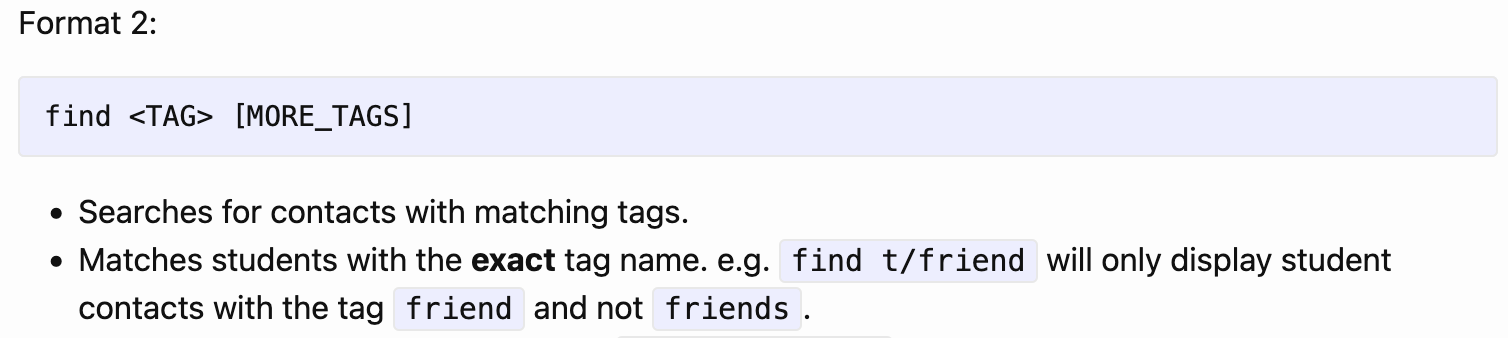 Format 2:
find <TAG> [MORE_TAGS]
• Searches for contacts with matching tags.
• Matches students with the exact tag name. e.g. find t/friend will only display student
contacts with the tag friend and not friends.